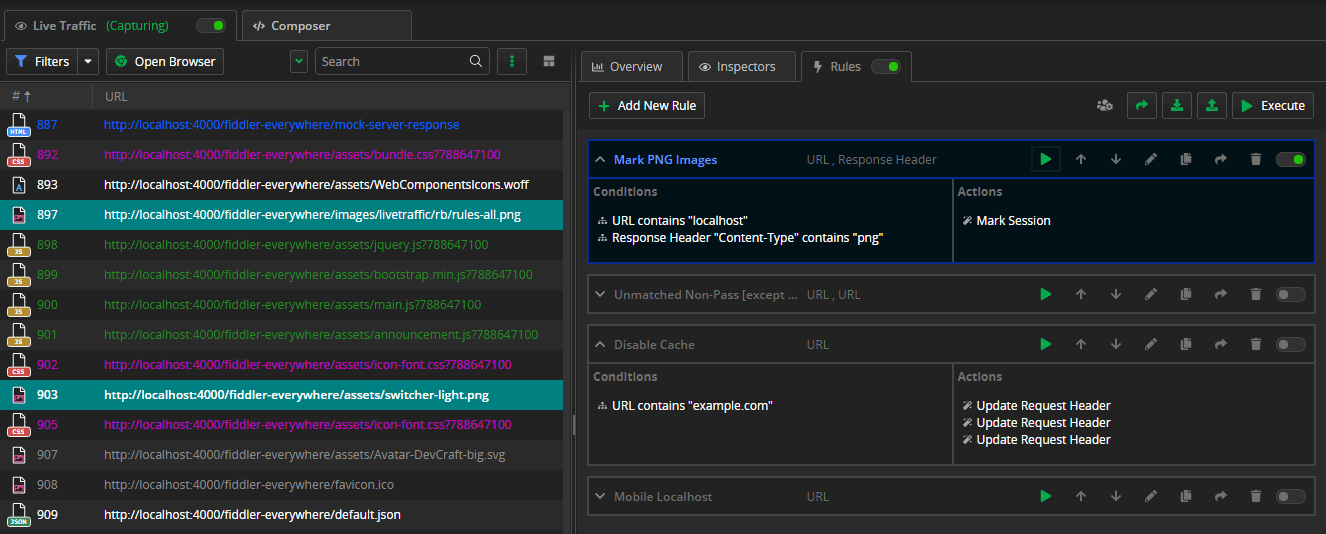 Live Traffic (Capturing)
Composer
Filters
Open Browser
Search
# URL
HTML 887 http://localhost:4000/fiddler-everywhere/mock-server-response
CSS 892 http://localhost:4000/fiddler-everywhere/assets/bundle.css?788647100
A 893 http://localhost:4000/fiddler-everywhere/assets/WebComponentsIcons.woff
897 http://localhost:4000/fiddler-everywhere/images/livetraffic/rb/rules-all.png
JS 898 http://localhost:4000/fiddler-everywhere/assets/jquery.js?788647100
JS 899 http://localhost:4000/fiddler-everywhere/assets/bootstrap.min.js?788647100
JS 900 http://localhost:4000/fiddler-everywhere/assets/main.js?788647100
JS 901 http://localhost:4000/fiddler-everywhere/assets/announcement.js?788647100
CSS 902 http://localhost:4000/fiddler-everywhere/assets/icon-font.css?788647100
903 http://localhost:4000/fiddler-everywhere/assets/switcher-light.png
CSS 905 http://localhost:4000/fiddler-everywhere/assets/icon-font.css?788647100
907 http://localhost:4000/fiddler-everywhere/assets/Avatar-DevCraft-big.svg
908 http://localhost:4000/fiddler-everywhere/favicon.ico
JSON 909 http://localhost:4000/fiddler-everywhere/default.json
Overview
Inspectors
Rules
Add New Rule
Execute
Mark PNG Images URL , Response Header
Conditions
URL contains "localhost"
Response Header "Content-Type" contains "png"
Actions
Mark Session
Unmatched Non-Pass [except ... URL , URL
Disable Cache URL
Conditions
URL contains "example.com"
Actions
Update Request Header
Update Request Header
Update Request Header
Mobile Localhost URL